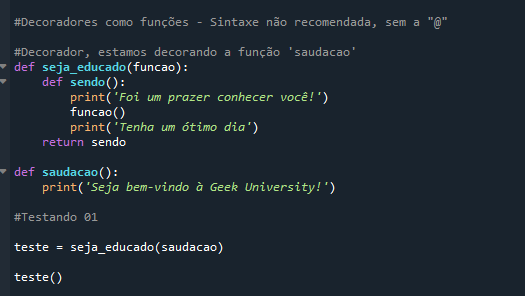 #Decoradores como funções - Sintaxe não recomendada, sem a "@"
#Decorador, estamos decorando a função 'saudacao'
def seja_educado(funcao):
    def sendo():
        print('Foi um prazer conhecer você!')
        funcao()
        print('Tenha um ótimo dia')
    return sendo
def saudacao():
    print('Seja bem-vindo à Geek University!')
#Testando 01
teste = seja_educado(saudacao)
teste()